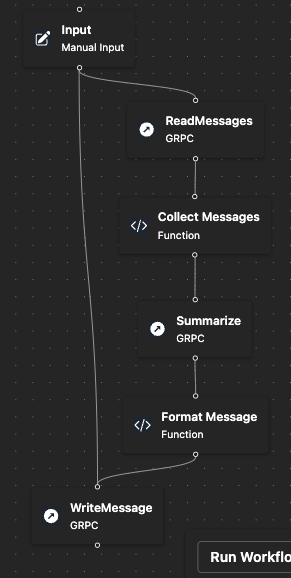 Input
Manual Input
ReadMessages
GRPC
</> Collect Messages
Function
Summarize
GRPC
</> Format Message
Function
WriteMessage
GRPC
Run Workflo